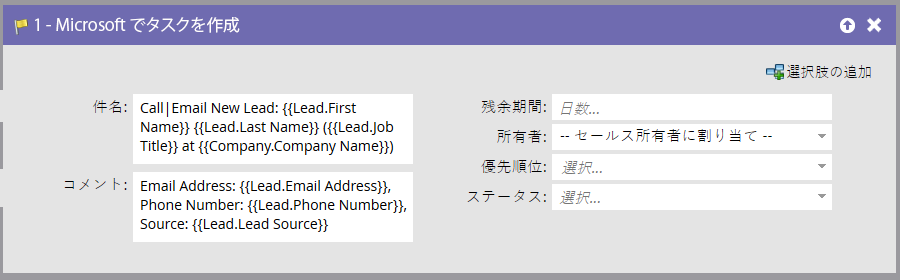 1 - Microsoft でタスクを作成
選択肢の追加
件名:
Call|Email New Lead: {{Lead.First
Name}} {{Lead.Last Name}} ({{Lead.Job
Title}} at {{Company.Company Name}})
コメント:
Email Address: {{Lead.Email Address}},
Phone Number: {{Lead.Phone Number}},
Source: {{Lead.Lead Source}}
残余期間: 日数...
所有者: -- セールス所有者に割り当て --
優先順位: 選択...
ステータス: 選択...